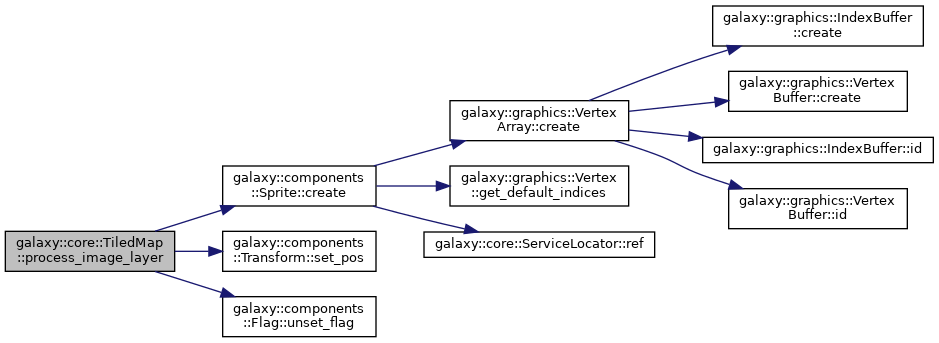 galaxy::core::TiledMap
::process_image_layer
galaxy::components
::Sprite::create
galaxy::components
::Transform::set_pos
galaxy::components
::Flag::unset_flag
galaxy::graphics::Vertex
Array::create
galaxy::graphics::Vertex
::get_default_indices
galaxy::core::ServiceLocator::ref
galaxy::graphics::IndexBuffer
::create
galaxy::graphics::Vertex
Buffer::create
galaxy::graphics::IndexBuffer::id
galaxy::graphics::Vertex
Buffer::id